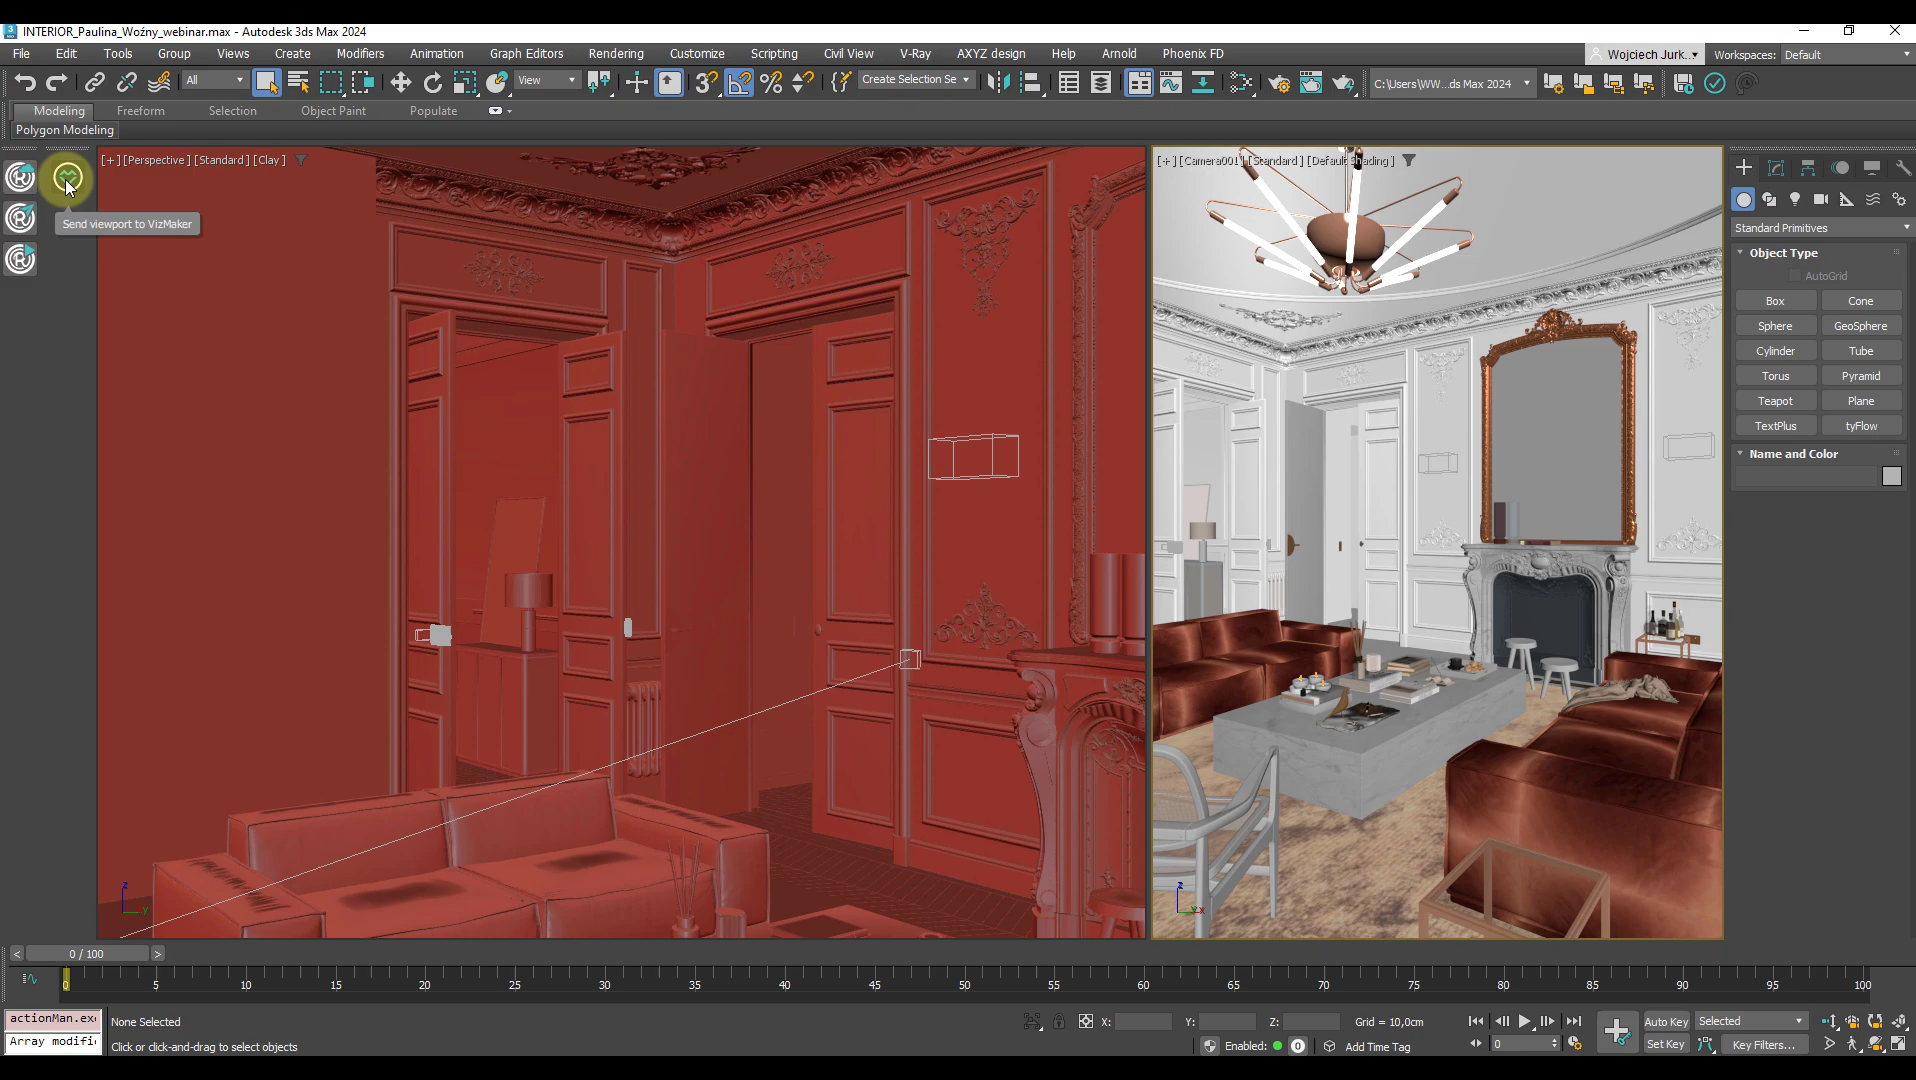 INTERIOR_Paulina_Woźny_webinar.max - Autodesk 3ds Max 2024
File Edit Tools Group Views Create Modifiers Animation Graph Editors Rendering Customize Scripting Civil View V-Ray AXYZ design Help Arnold Phoenix FD
Wojciech Jurk... Workspaces: Default
All View Create Selection Se C:\Users\WW...ds Max 2024
Modeling Freeform Selection Object Paint Populate
Polygon Modeling
[+] [Perspective] [Standard] [Clay]
[+] [Camera001] [Standard] [Default Shading]
Send viewport to VizMaker
Standard Primitives
Object Type
AutoGrid
Box Cone
Sphere GeoSphere
Cylinder Tube
Torus Pyramid
Teapot Plane
TextPlus tyFlow
Name and Color
0 / 100
0 5 10 15 20 25 30 35 40 45 50 55 60 65 70 75 80 85 90 95 100
actionMan.exe
None Selected
X: Y: Z: Grid = 10,0cm
Auto Key Selected
Array modifi
Click or click-and-drag to select objects
Enabled: 0 Add Time Tag
0 Set Key Key Filters...